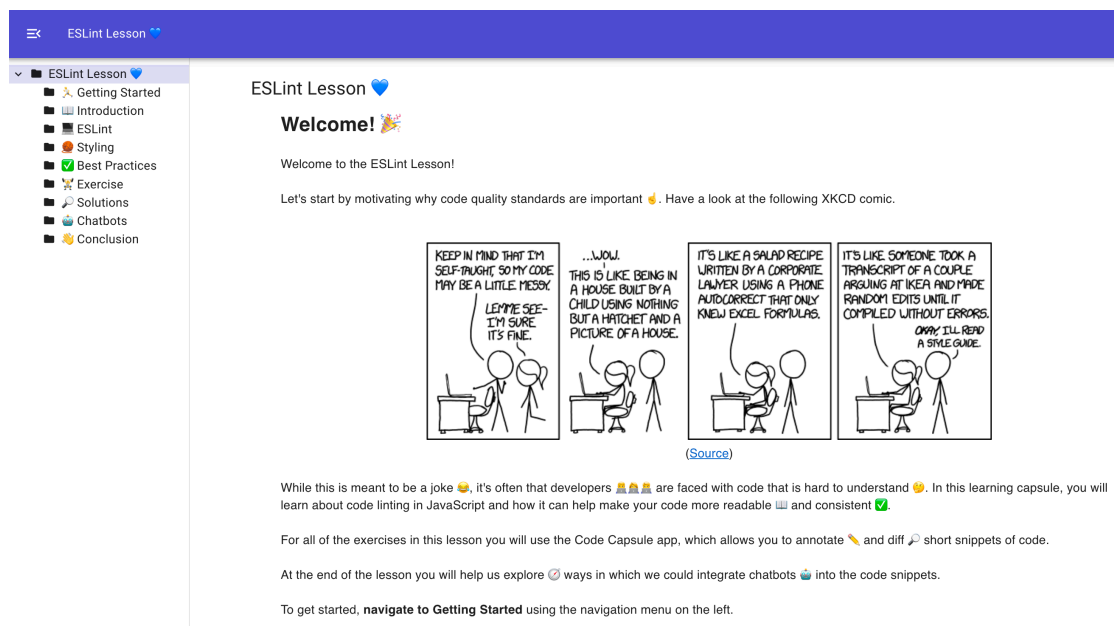 ESLint Lesson 💙
ESLint Lesson 💙
Getting Started
Introduction
ESLint
Styling
Best Practices
Exercise
Solutions
Chatbots
Conclusion
ESLint Lesson 💙
Welcome! 🎉
Welcome to the ESLint Lesson!
Let's start by motivating why code quality standards are important ☝️. Have a look at the following XKCD comic.
KEEP IN MIND THAT I'M
SELF-TAUGHT, SO MY CODE
MAY BE A LITTLE MESSY.
LEMME SEE-
I'M SURE
IT'S FINE.
...WOW.
THIS IS LIKE BEING IN
A HOUSE BUILT BY A
CHILD USING NOTHING
BUT A HATCHET AND A
PICTURE OF A HOUSE.
IT'S LIKE A SALAD RECIPE
WRITTEN BY A CORPORATE
LAWYER USING A PHONE
AUTOCORRECT THAT ONLY
KNEW EXCEL FORMULAS.
IT'S LIKE SOMEONE TOOK A
TRANSCRIPT OF A COUPLE
ARGUING AT IKEA AND MADE
RANDOM EDITS UNTIL IT
COMPILED WITHOUT ERRORS.
OKAY, I'LL READ
A STYLE GUIDE.
(Source)
While this is meant to be a joke 😂, it's often that developers 🧑‍💻🧑‍💻🧑‍💻 are faced with code that is hard to understand 🤔. In this learning capsule, you will
learn about code linting in JavaScript and how it can help make your code more readable 📖 and consistent ✅.
For all of the exercises in this lesson you will use the Code Capsule app, which allows you to annotate ✏️ and diff 🔎 short snippets of code.
At the end of the lesson you will help us explore 🧭 ways in which we could integrate chatbots 🤖 into the code snippets.
To get started, navigate to Getting Started using the navigation menu on the left.